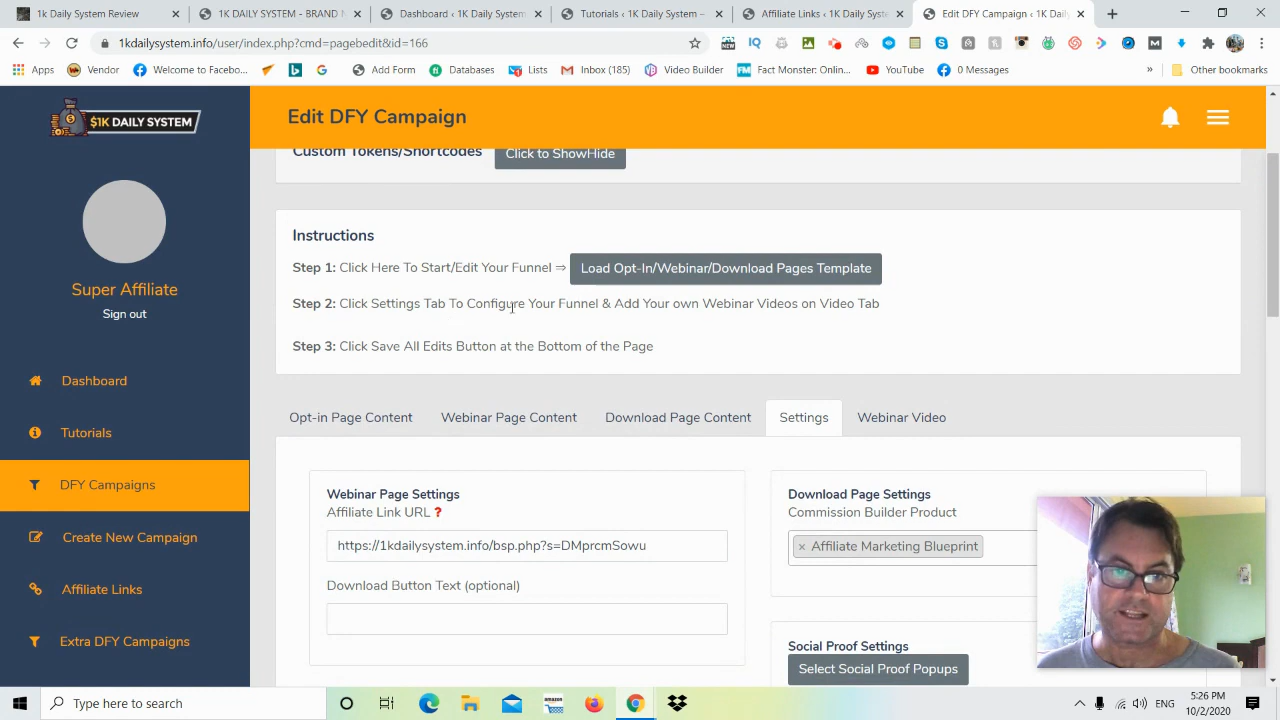 1K Daily System Review
1K DAILY SYSTEM - BRAND N
Dashboard ‹ 1K Daily System
Tutorials ‹ 1K Daily System –
Affiliate Links ‹ 1K Daily System
Edit DFY Campaign ‹ 1K Daily
1kdailysystem.info/user/index.php?cmd=pageedit&id=166
Apps
Vendor
Welcome to Facebo...
Add Form
Databases
Lists
Inbox (185)
Video Builder
Fact Monster: Onlin...
YouTube
0 Messages
»
Other bookmarks
$1K DAILY SYSTEM
Edit DFY Campaign
Custom Tokens/Shortcodes
Click to ShowHide
Super Affiliate
Sign out
Dashboard
Tutorials
DFY Campaigns
Create New Campaign
Affiliate Links
Extra DFY Campaigns
Instructions
Step 1: Click Here To Start/Edit Your Funnel ⇒ Load Opt-In/Webinar/Download Pages Template
Step 2: Click Settings Tab To Configure Your Funnel & Add Your own Webinar Videos on Video Tab
Step 3: Click Save All Edits Button at the Bottom of the Page
Opt-in Page Content
Webinar Page Content
Download Page Content
Settings
Webinar Video
Webinar Page Settings
Affiliate Link URL ?
https://1kdailysystem.info/bsp.php?s=DMprcmSowu
Download Button Text (optional)
Download Page Settings
Commission Builder Product
× Affiliate Marketing Blueprint
Social Proof Settings
Select Social Proof Popups
Type here to search
amazon
ENG
5:26 PM
10/2/2020